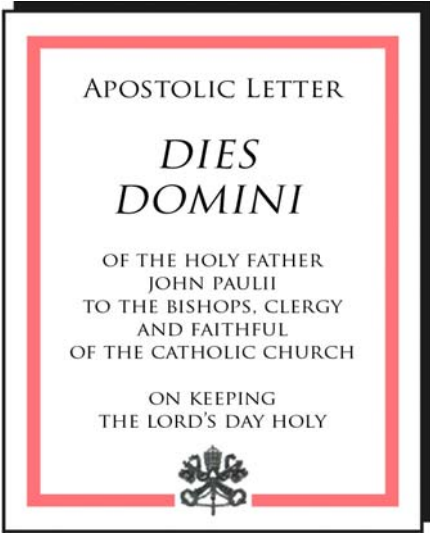 APOSTOLIC LETTER
DIES
DOMINI
OF THE HOLY FATHER
JOHN PAULII
TO THE BISHOPS, CLERGY
AND FAITHFUL
OF THE CATHOLIC CHURCH
ON KEEPING
THE LORD'S DAY HOLY